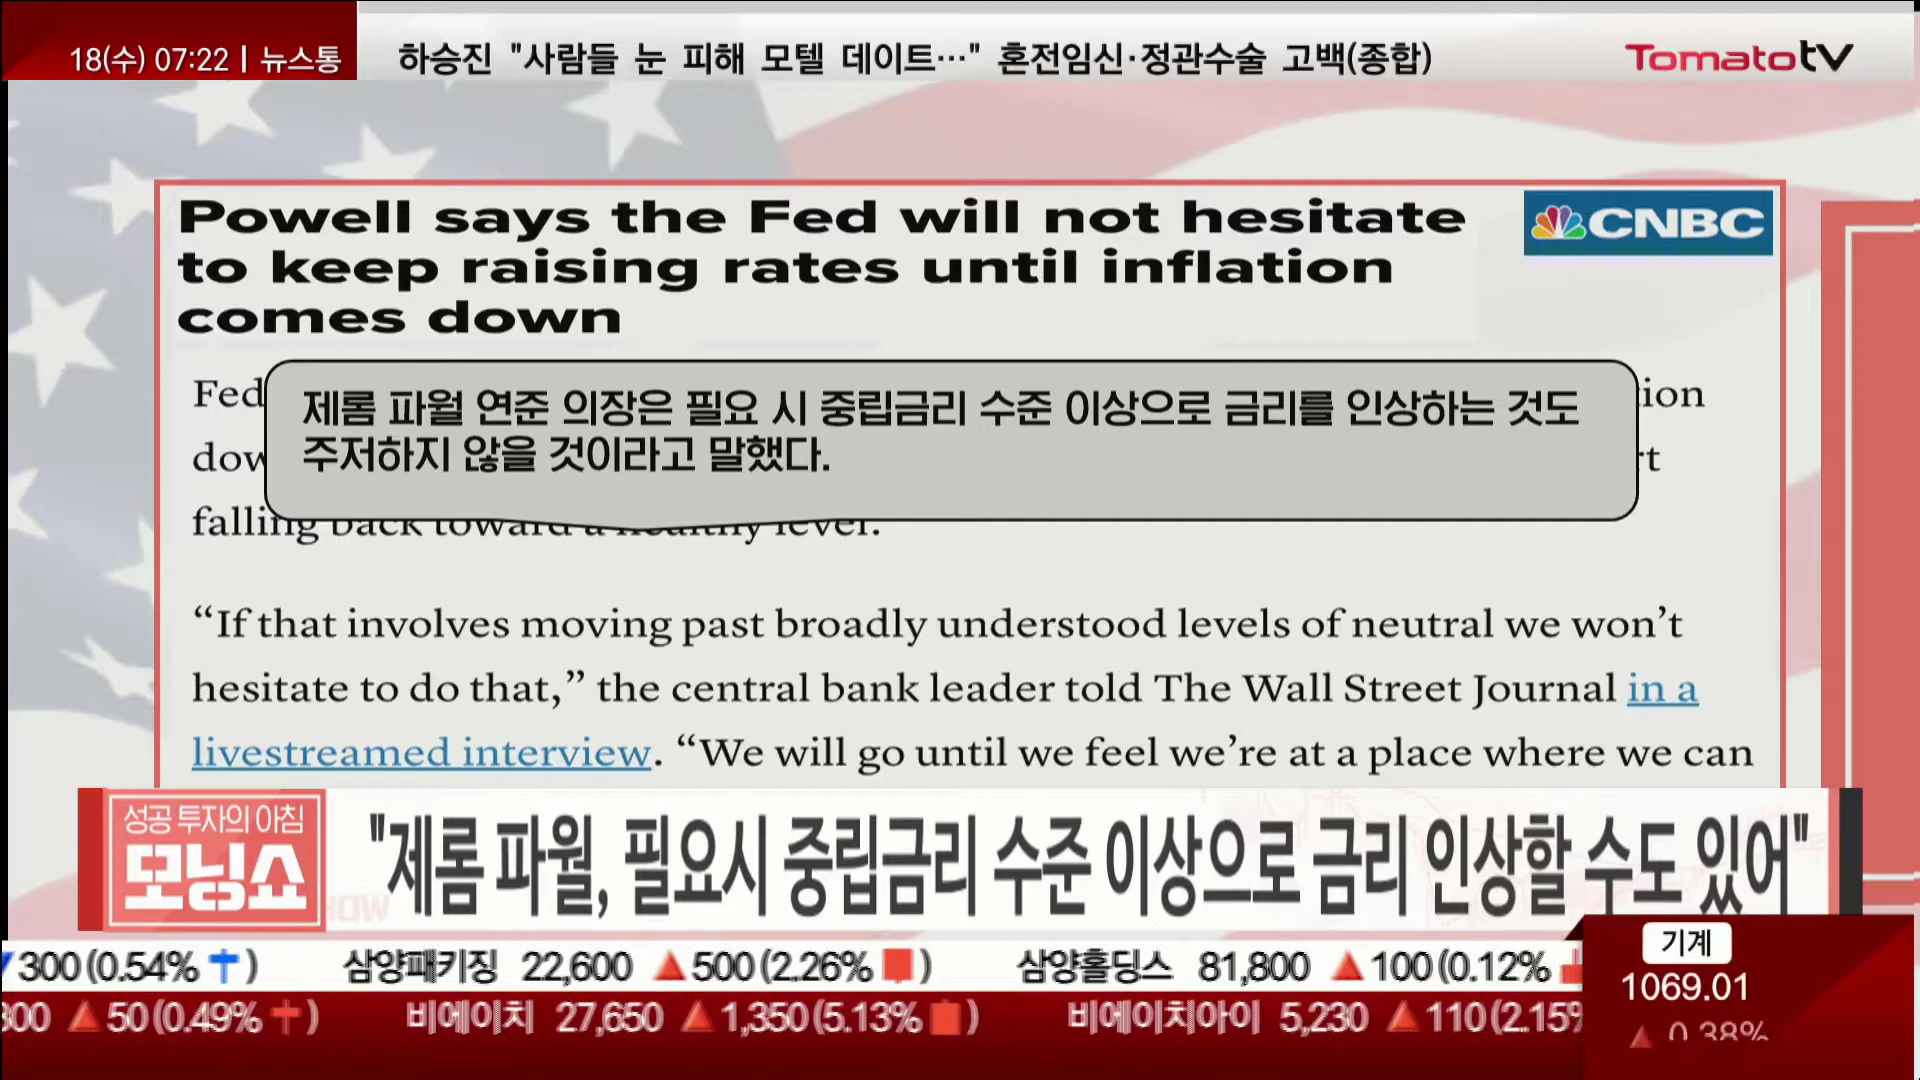 18(수) 07:22 | 뉴스통
하승진 "사람들 눈 피해 모텔 데이트…" 혼전임신·정관수술 고백(종합)
Tomato tV
Powell says the Fed will not hesitate
to keep raising rates until inflation
comes down
CNBC
Fed
제롬 파월 연준 의장은 필요 시 중립금리 수준 이상으로 금리를 인상하는 것도
주저하지 않을 것이라고 말했다.
falling back toward a healthy level.
“If that involves moving past broadly understood levels of neutral we won’t
hesitate to do that,” the central bank leader told The Wall Street Journal in a
livestreamed interview. “We will go until we feel we’re at a place where we can
성공 투자의 아침
모닝쇼
"제롬 파월, 필요시 중립금리 수준 이상으로 금리 인상할 수도 있어"
▼300(0.54%) 삼양패키징 22,600 ▲500(2.26%) 삼양홀딩스 81,800 ▲100(0.12%
▲50(0.49%) 비에이치 27,650 ▲1,350(5.13%) 비에이치아이 5,230 ▲110(2.15%
기계
1069.01
▲ 0.38%